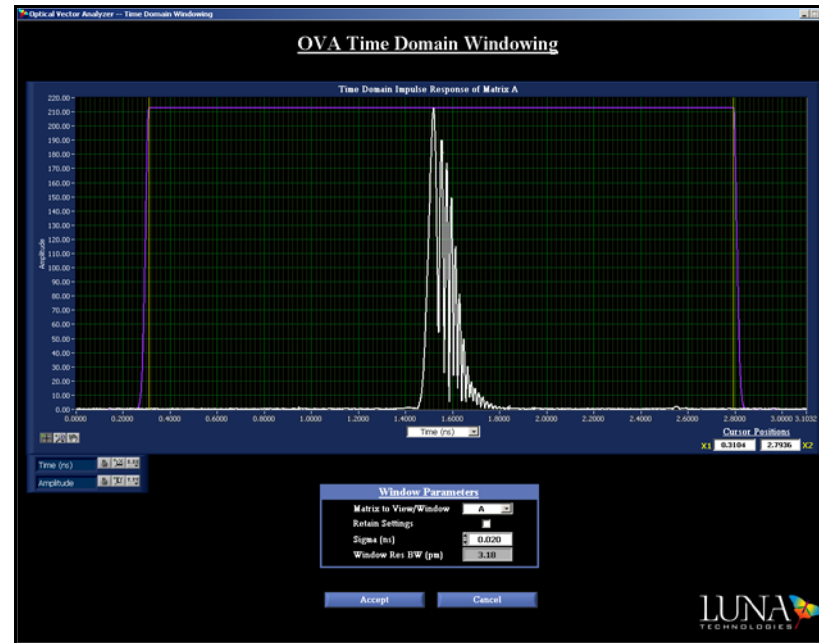 Optical Vector Analyzer -- Time Domain Windowing
OVA Time Domain Windowing
Time Domain Impulse Response of Matrix A
220.00
210.00
200.00
190.00
180.00
170.00
160.00
150.00
140.00
130.00
120.00
110.00
100.00
90.00
80.00
70.00
60.00
50.00
40.00
30.00
20.00
10.00
0.00
Amplitude
0.0000 0.2000 0.4000 0.6000 0.8000 1.0000 1.2000 1.4000 1.6000 1.8000 2.0000 2.2000 2.4000 2.6000 2.8000 3.0000 3.1032
Time (ns)
Cursor Positions
X1 0.3104 2.7936 X2
Time (ns)
Amplitude
Window Parameters
Matrix to View/Window A
Retain Settings
Sigma (ns) 0.020
Window Res BW (pm) 3.10
Accept Cancel
LUNA
TECHNOLOGIES